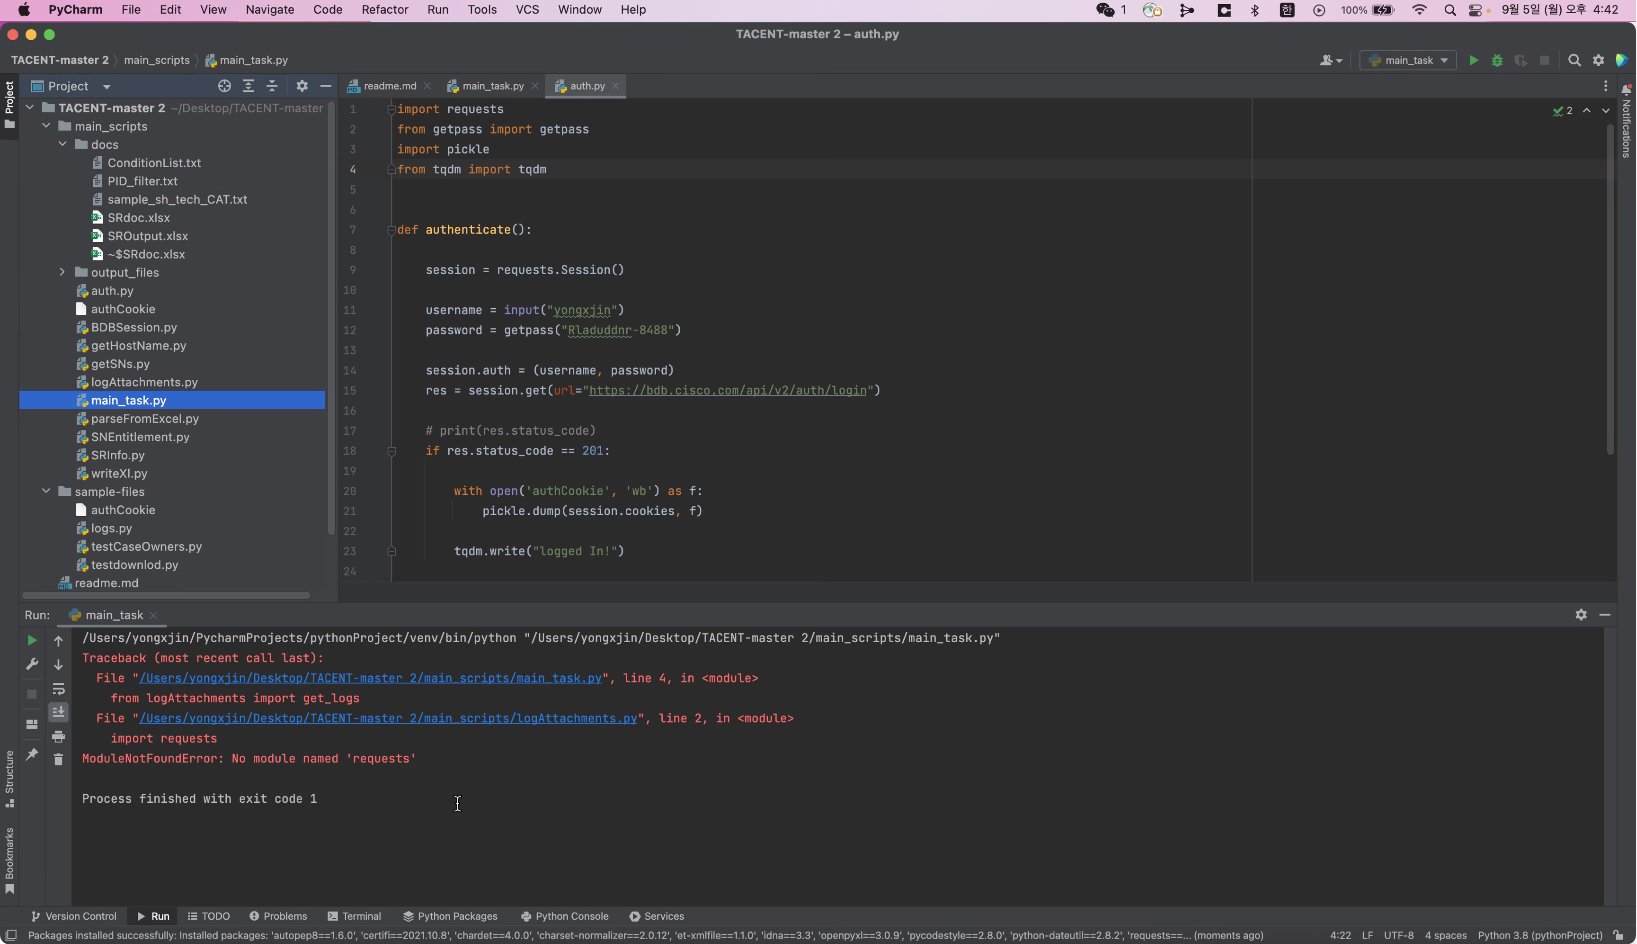 PyCharm File Edit View Navigate Code Refactor Run Tools VCS Window Help 1 한 100% 9월 5일 (월) 오후 4:42
TACENT-master 2 – auth.py
TACENT-master 2 main_scripts main_task.py main_task
Project
Project
TACENT-master 2 ~/Desktop/TACENT-master
main_scripts
docs
ConditionList.txt
PID_filter.txt
sample_sh_tech_CAT.txt
SRdoc.xlsx
SROutput.xlsx
~$SRdoc.xlsx
output_files
auth.py
authCookie
BDBSession.py
getHostName.py
getSNs.py
logAttachments.py
main_task.py
parseFromExcel.py
SNEntitlement.py
SRInfo.py
writeXl.py
sample-files
authCookie
logs.py
testCaseOwners.py
testdownlod.py
readme.md
readme.md main_task.py auth.py
1 import requests
2 from getpass import getpass
3 import pickle
4 from tqdm import tqdm
5
6
7 def authenticate():
8
9 session = requests.Session()
10
11 username = input("yongxjin")
12 password = getpass("Rladuddnr-8488")
13
14 session.auth = (username, password)
15 res = session.get(url="https://bdb.cisco.com/api/v2/auth/login")
16
17 # print(res.status_code)
18 if res.status_code == 201:
19
20 with open('authCookie', 'wb') as f:
21 pickle.dump(session.cookies, f)
22
23 tqdm.write("logged In!")
24
2
Notifications
Run: main_task
/Users/yongxjin/PycharmProjects/pythonProject/venv/bin/python "/Users/yongxjin/Desktop/TACENT-master 2/main_scripts/main_task.py"
Traceback (most recent call last):
File "/Users/yongxjin/Desktop/TACENT-master 2/main_scripts/main_task.py", line 4, in <module>
from logAttachments import get_logs
File "/Users/yongxjin/Desktop/TACENT-master 2/main_scripts/logAttachments.py", line 2, in <module>
import requests
ModuleNotFoundError: No module named 'requests'
Process finished with exit code 1
Structure
Bookmarks
Version Control Run TODO Problems Terminal Python Packages Python Console Services
Packages installed successfully: Installed packages: 'autopep8==1.6.0', 'certifi==2021.10.8', 'chardet==4.0.0', 'charset-normalizer==2.0.12', 'et-xmlfile==1.1.0', 'idna==3.3', 'openpyxl==3.0.9', 'pycodestyle==2.8.0', 'python-dateutil==2.8.2', 'requests==... (moments ago) 4:22 LF UTF-8 4 spaces Python 3.8 (pythonProject)